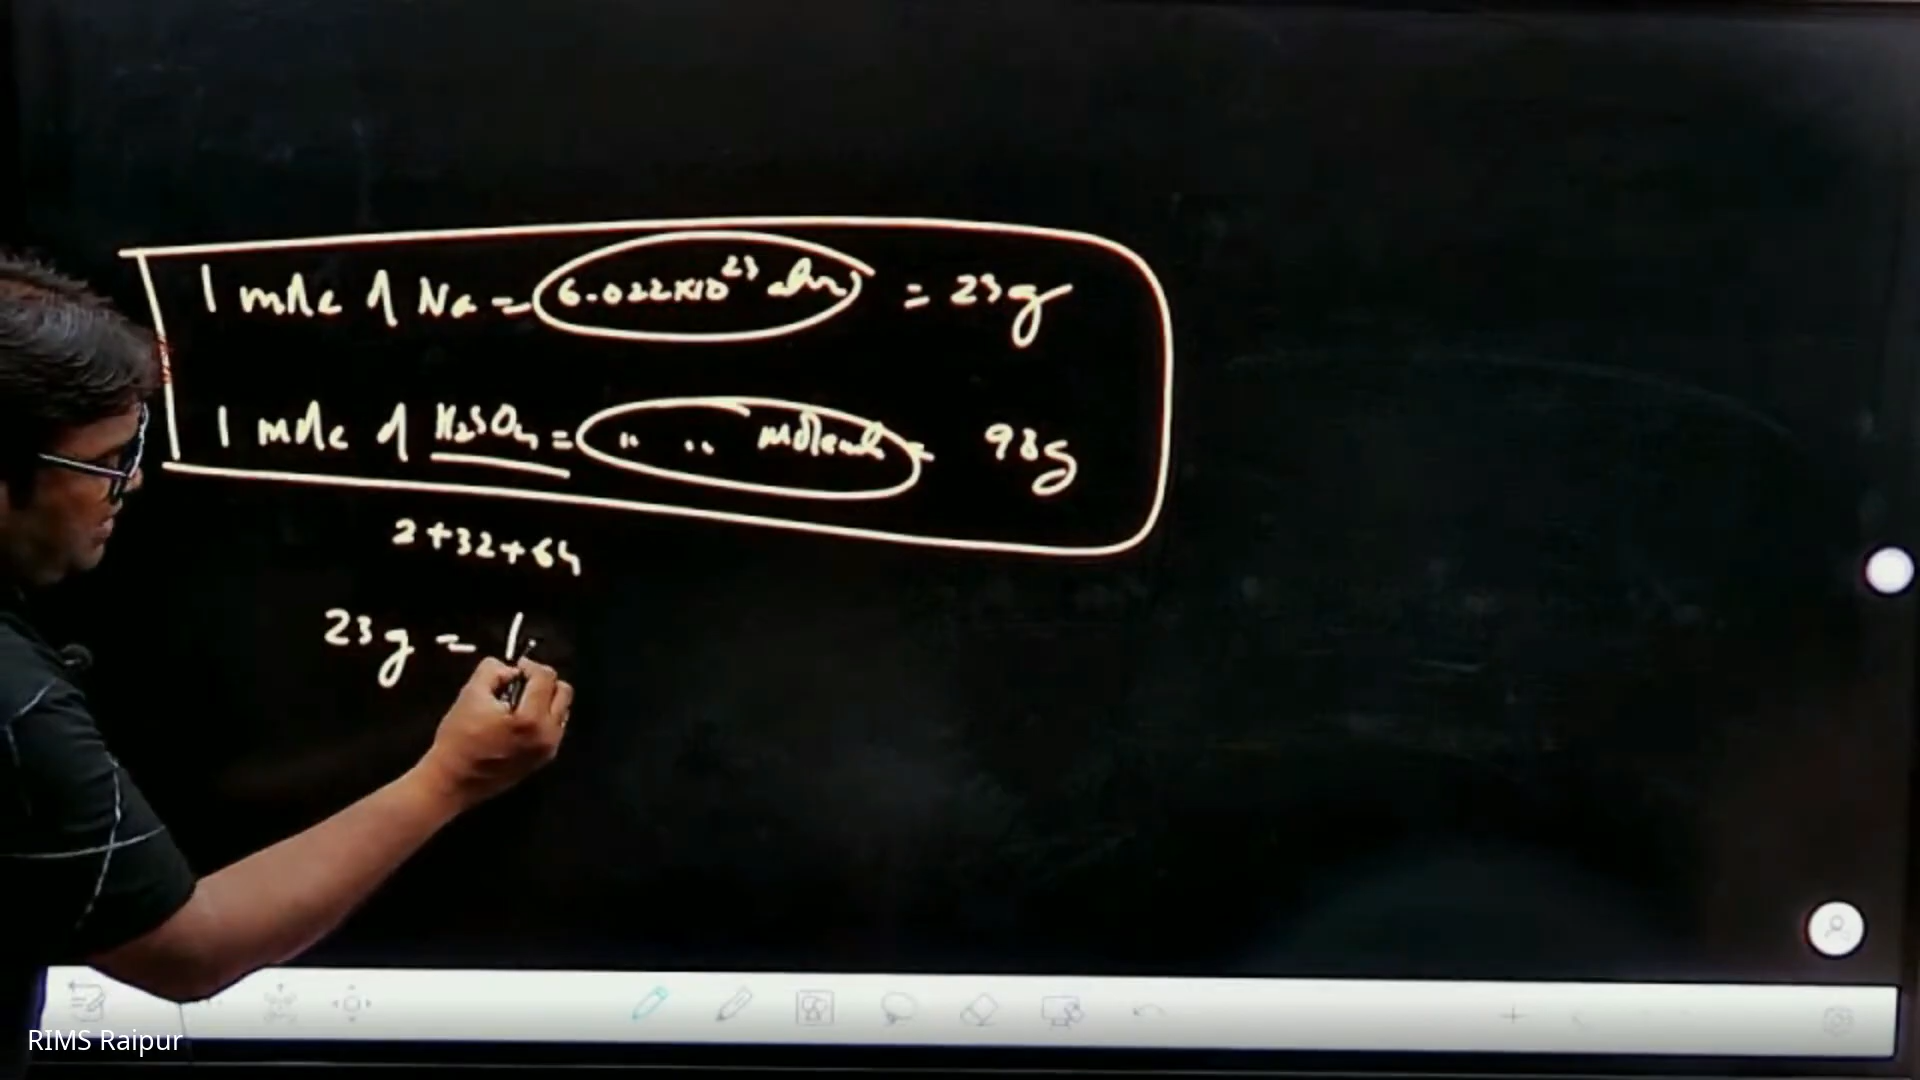 1 mole of Na = 6.022×10²³ atoms = 23g
1 mole of H₂SO₄ = " " molecules = 98g
2+32+64
23g = 1
RIMS Raipur